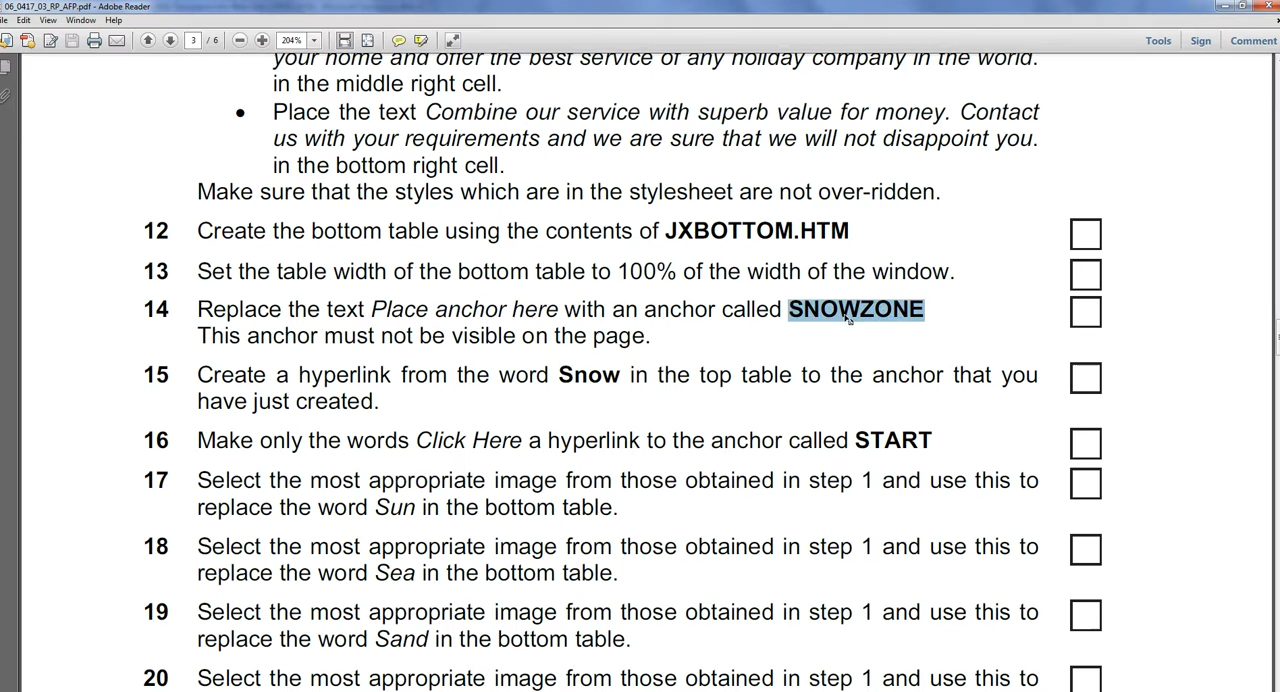 06_0417_03_RP_AFP.pdf - Adobe Reader
Edit View Window Help
3 / 6 204% Tools Sign Comment
your home and offer the best service of any holiday company in the world.
in the middle right cell.
• Place the text Combine our service with superb value for money. Contact
us with your requirements and we are sure that we will not disappoint you.
in the bottom right cell.
Make sure that the styles which are in the stylesheet are not over-ridden.
12 Create the bottom table using the contents of JXBOTTOM.HTM
13 Set the table width of the bottom table to 100% of the width of the window.
14 Replace the text Place anchor here with an anchor called SNOWZONE
This anchor must not be visible on the page.
15 Create a hyperlink from the word Snow in the top table to the anchor that you
have just created.
16 Make only the words Click Here a hyperlink to the anchor called START
17 Select the most appropriate image from those obtained in step 1 and use this to
replace the word Sun in the bottom table.
18 Select the most appropriate image from those obtained in step 1 and use this to
replace the word Sea in the bottom table.
19 Select the most appropriate image from those obtained in step 1 and use this to
replace the word Sand in the bottom table.
20 Select the most appropriate image from those obtained in step 1 and use this to